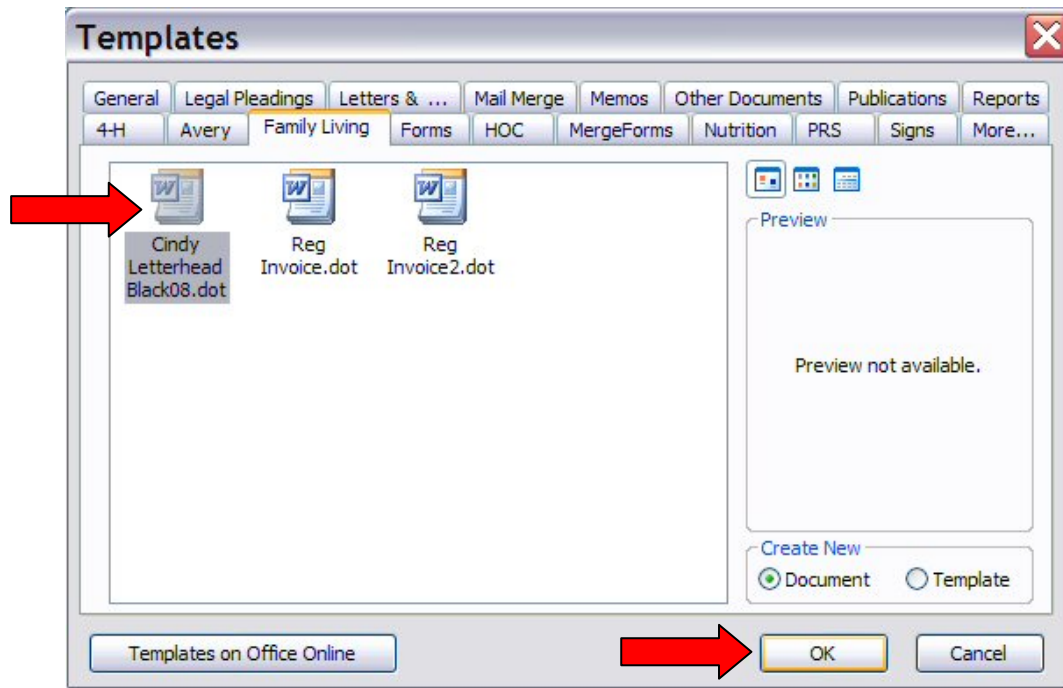 Templates
General Legal Pleadings Letters & ... Mail Merge Memos Other Documents Publications Reports
4-H Avery Family Living Forms HOC MergeForms Nutrition PRS Signs More...
Cindy
Letterhead
Black08.dot
Reg
Invoice.dot
Reg
Invoice2.dot
Preview
Preview not available.
Create New
Document Template
Templates on Office Online OK Cancel